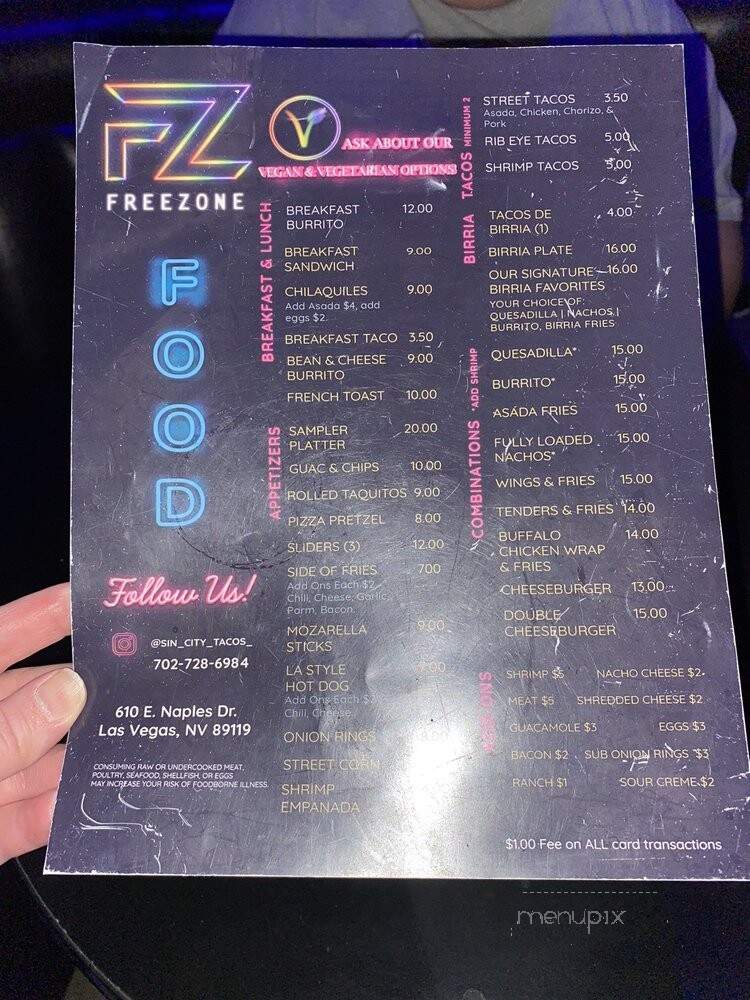 FZ
FREEZONE
FOOD
Follow Us!
@SIN_CITY_TACOS_
702-728-6984
610 E. Naples Dr.
Las Vegas, NV 89119
CONSUMING RAW OR UNDERCOOKED MEAT,
POULTRY, SEAFOOD, SHELLFISH, OR EGGS
MAY INCREASE YOUR RISK OF FOODBORNE ILLNESS.
V
ASK ABOUT OUR
VEGAN & VEGETARIAN OPTIONS!
BREAKFAST & LUNCH
BREAKFAST 12.00
BURRITO
BREAKFAST 9.00
SANDWICH
CHILAQUILES 9.00
Add Asada $4, add
eggs $2.
BREAKFAST TACO 3.50
BEAN & CHEESE 9.00
BURRITO
FRENCH TOAST 10.00
APPETIZERS
SAMPLER 20.00
PLATTER
GUAC & CHIPS 10.00
ROLLED TAQUITOS 9.00
PIZZA PRETZEL 8.00
SLIDERS (3) 12.00
SIDE OF FRIES 700
Add Ons Each $2
Chili, Cheese, Garlic,
Parm, Bacon.
MOZARELLA 9.00
STICKS
LA STYLE 7.00
HOT DOG
Add Ons Each $2
Chili, Cheese
ONION RINGS
STREET CORN
SHRIMP
EMPANADA
TACOS MINIMUM 2
STREET TACOS 3.50
Asada, Chicken, Chorizo, &
Pork
RIB EYE TACOS 5.00
SHRIMP TACOS 5.00
BIRRIA
TACOS DE 4.00
BIRRIA (1)
BIRRIA PLATE 16.00
OUR SIGNATURE 16.00
BIRRIA FAVORITES
YOUR CHOICE OF:
QUESADILLA | NACHOS |
BURRITO, BIRRIA FRIES
COMBINATIONS *ADD SHRIMP
QUESADILLA* 15.00
BURRITO* 15.00
ASADA FRIES 15.00
FULLY LOADED 15.00
NACHOS*
WINGS & FRIES 15.00
TENDERS & FRIES 14.00
BUFFALO 14.00
CHICKEN WRAP
& FRIES
CHEESEBURGER 13.00
DOUBLE 15.00
CHEESEBURGER
ADD-ONS
SHRIMP $5 NACHO CHEESE $2
MEAT $5 SHREDDED CHEESE $2
GUACAMOLE $3 EGGS $3
BACON $2 SUB ONION RINGS $3
RANCH $1 SOUR CREME $2
$1.00 Fee on ALL card transactions
menupix